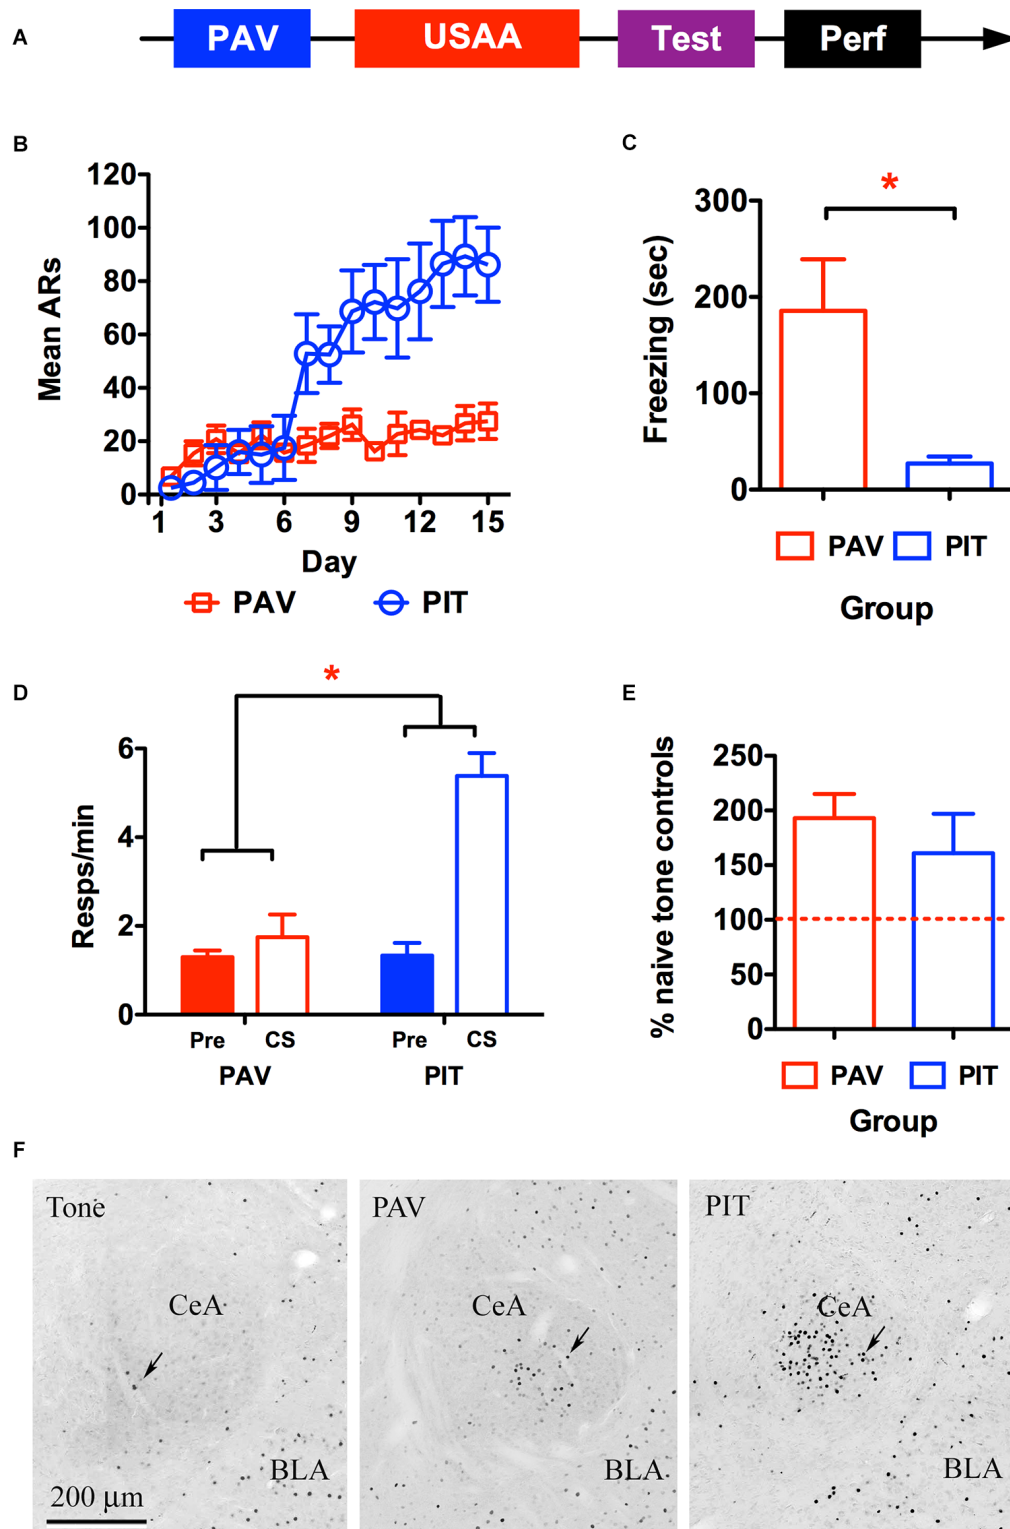 A
PAV
USAA
Test
Perf
B
Mean ARs
120
100
80
60
40
20
0
1
3
6
9
12
15
Day
PAV
PIT
C
*
Freezing (sec)
300
200
100
0
PAV
PIT
Group
D
*
Resps/min
6
4
2
0
Pre
CS
Pre
CS
PAV
PIT
E
% naive tone controls
250
200
150
100
50
0
PAV
PIT
Group
F
Tone
CeA
BLA
200 μm
PAV
CeA
BLA
PIT
CeA
BLA